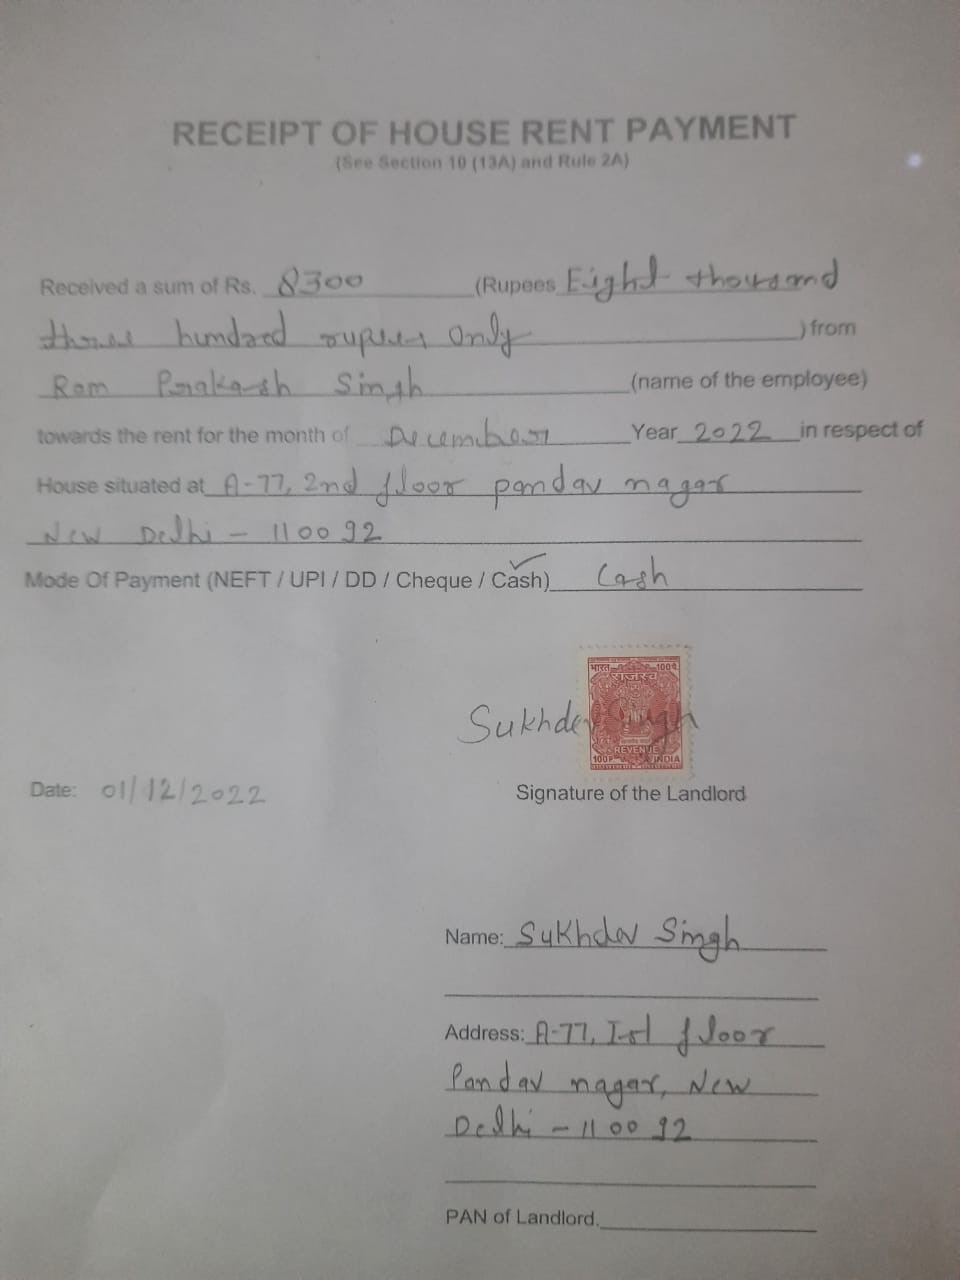 RECEIPT OF HOUSE RENT PAYMENT
(See Section 10 (13A) and Rule 2A)
Received a sum of Rs. 8300 (Rupees Eight thousand
three hundred rupees Only ) from
Ram Prakash Singh (name of the employee)
towards the rent for the month of December Year 2022 in respect of
House situated at A-77, 2nd floor pandav nagar
New Delhi - 110092
Mode Of Payment (NEFT / UPI / DD / Cheque / Cash) Cash
भारत 100पै.
राजस्व
Sukhdev Singh
REVENUE
100P INDIA
Date: 01/12/2022 Signature of the Landlord
Name: Sukhdev Singh
Address: A-77, Ist floor
Pandav nagar, New
Delhi - 110092
PAN of Landlord.